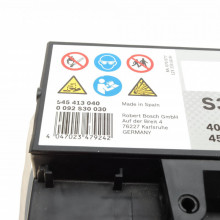 545 413 040
0 092 S30 030
Made in Spain
Robert Bosch GmbH
Auf der Breit 4
76227 Karlsruhe
GERMANY
4 047023 479242
S
40
45